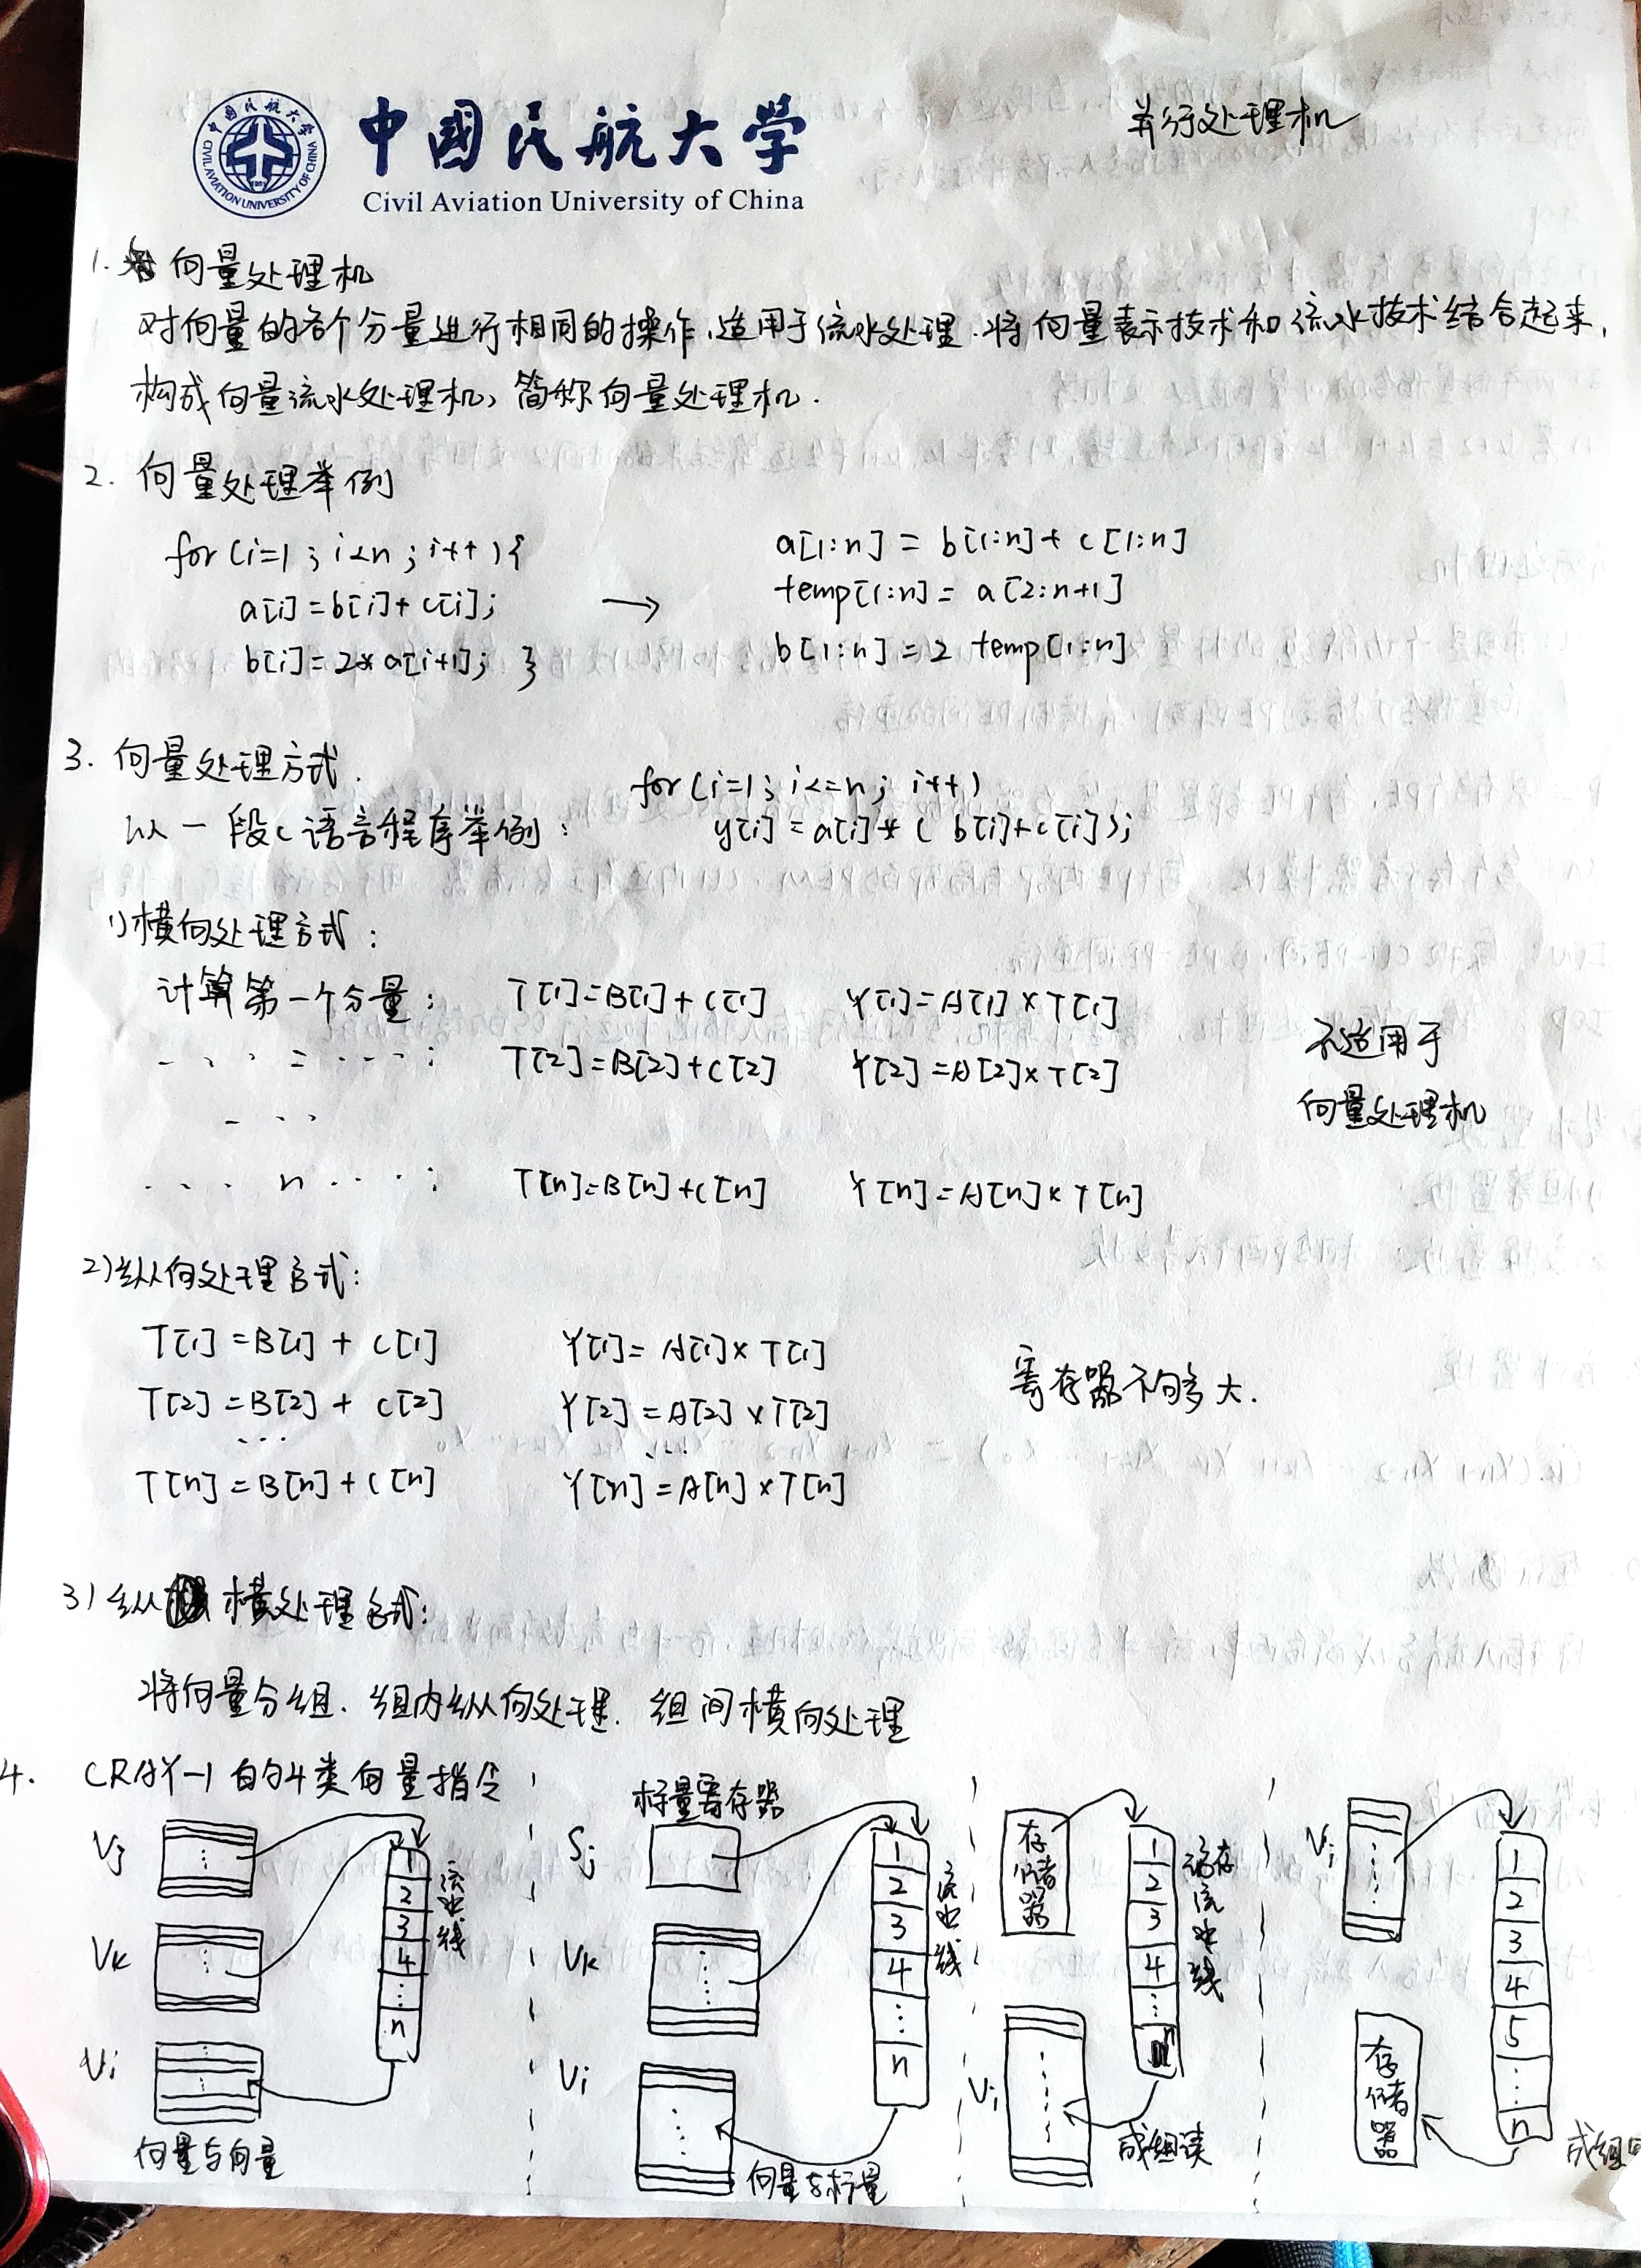 中國民航大学
Civil Aviation University of China
并行处理机
1. 向量处理机
对向量的各个分量进行相同的操作,适用于流水处理.将向量表示技术和流水技术结合起来,
构成向量流水处理机,简称向量处理机.
2. 向量处理举例
for(i=1; i<n; i++){
a[i]=b[i]+c[i];
b[i]=2*a[i+1]; }
→
a[1:n] = b[1:n]+ c[1:n]
temp[1:n] = a[2:n+1]
b[1:n] = 2 temp[1:n]
3. 向量处理方式.
以一段c语言程序举例:
for(i=1; i<=n; i++)
y[i] = a[i]*( b[i]+c[i]);
1)横向处理方式:
计算第一个分量: T[1]=B[1]+C[1] Y[1]=A[1]×T[1]
.... 二 ....: T[2]=B[2]+C[2] Y[2]=A[2]×T[2]
...
.... n ....: T[n]=B[n]+C[n] Y[n]=A[n]×T[n]
不适用于
向量处理机
2)纵向处理方式:
T[1]=B[1] + C[1] Y[1]= A[1]×T[1]
T[2]=B[2] + C[2] Y[2]=A[2]×T[2]
... ...
T[n]=B[n]+C[n] Y[n]=A[n]×T[n]
寄存器不够多大.
3)纵横处理方式:
将向量分组.组内纵向处理.组间横向处理
4. CRAY-1的4类向量指令
Vj
Vk
Vi
1
2
3
4
⋮
n
流水线
向量与向量
标量寄存器
Sj
Vk
Vi
1
2
3
4
⋮
n
流水线
向量与标量
存储器
Vi
1
2
3
4
⋮
n
访存流水线
成组读
Vi
存储器
1
2
3
4
5
⋮
n
成组